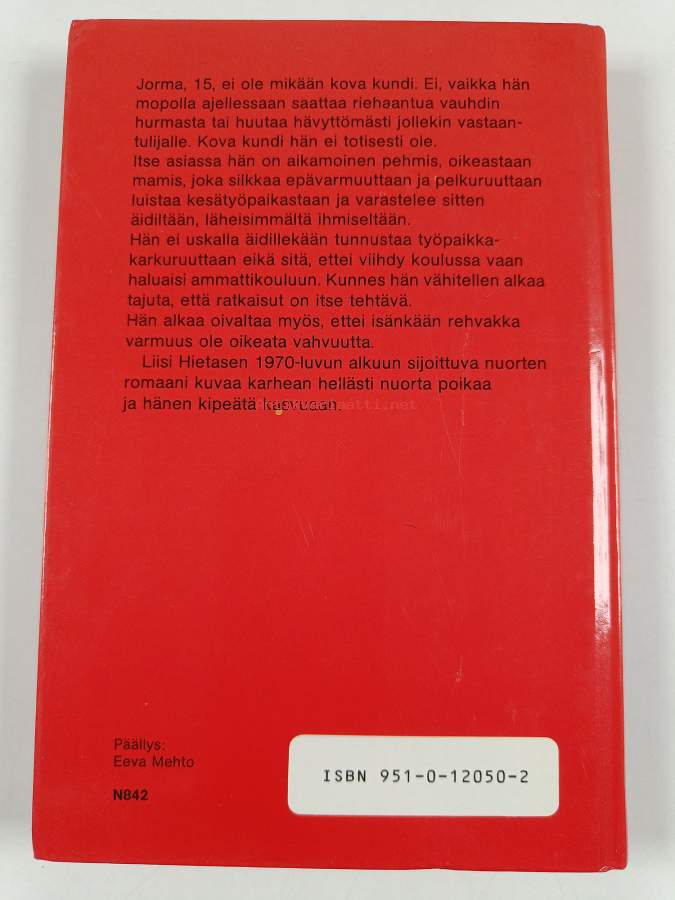 Jorma, 15, ei ole mikään kova kundi. Ei, vaikka hän
mopolla ajellessaan saattaa riehaantua vauhdin
hurmasta tai huutaa hävyttömästi jollekin vastaan-
tulijalle. Kova kundi hän ei totisesti ole.
Itse asiassa hän on aikamoinen pehmis, oikeastaan
mamis, joka silkkaa epävarmuuttaan ja pelkuruuttaan
luistaa kesätyöpaikastaan ja varastelee sitten
äidiltään, läheisimmältä ihmiseltään.
Hän ei uskalla äidillekään tunnustaa työpaikka-
karkuruuttaan eikä sitä, ettei viihdy koulussa vaan
haluaisi ammattikouluun. Kunnes hän vähitellen alkaa
tajuta, että ratkaisut on itse tehtävä.
Hän alkaa oivaltaa myös, ettei isänkään rehvakka
varmuus ole oikeata vahvuutta.
Liisi Hietasen 1970-luvun alkuun sijoittuva nuorten
romaani kuvaa karhean hellästi nuorta poikaa
ja hänen kipeätä kasvuaan.
Päällys:
Eeva Mehto
N842
ISBN 951-0-12050-2